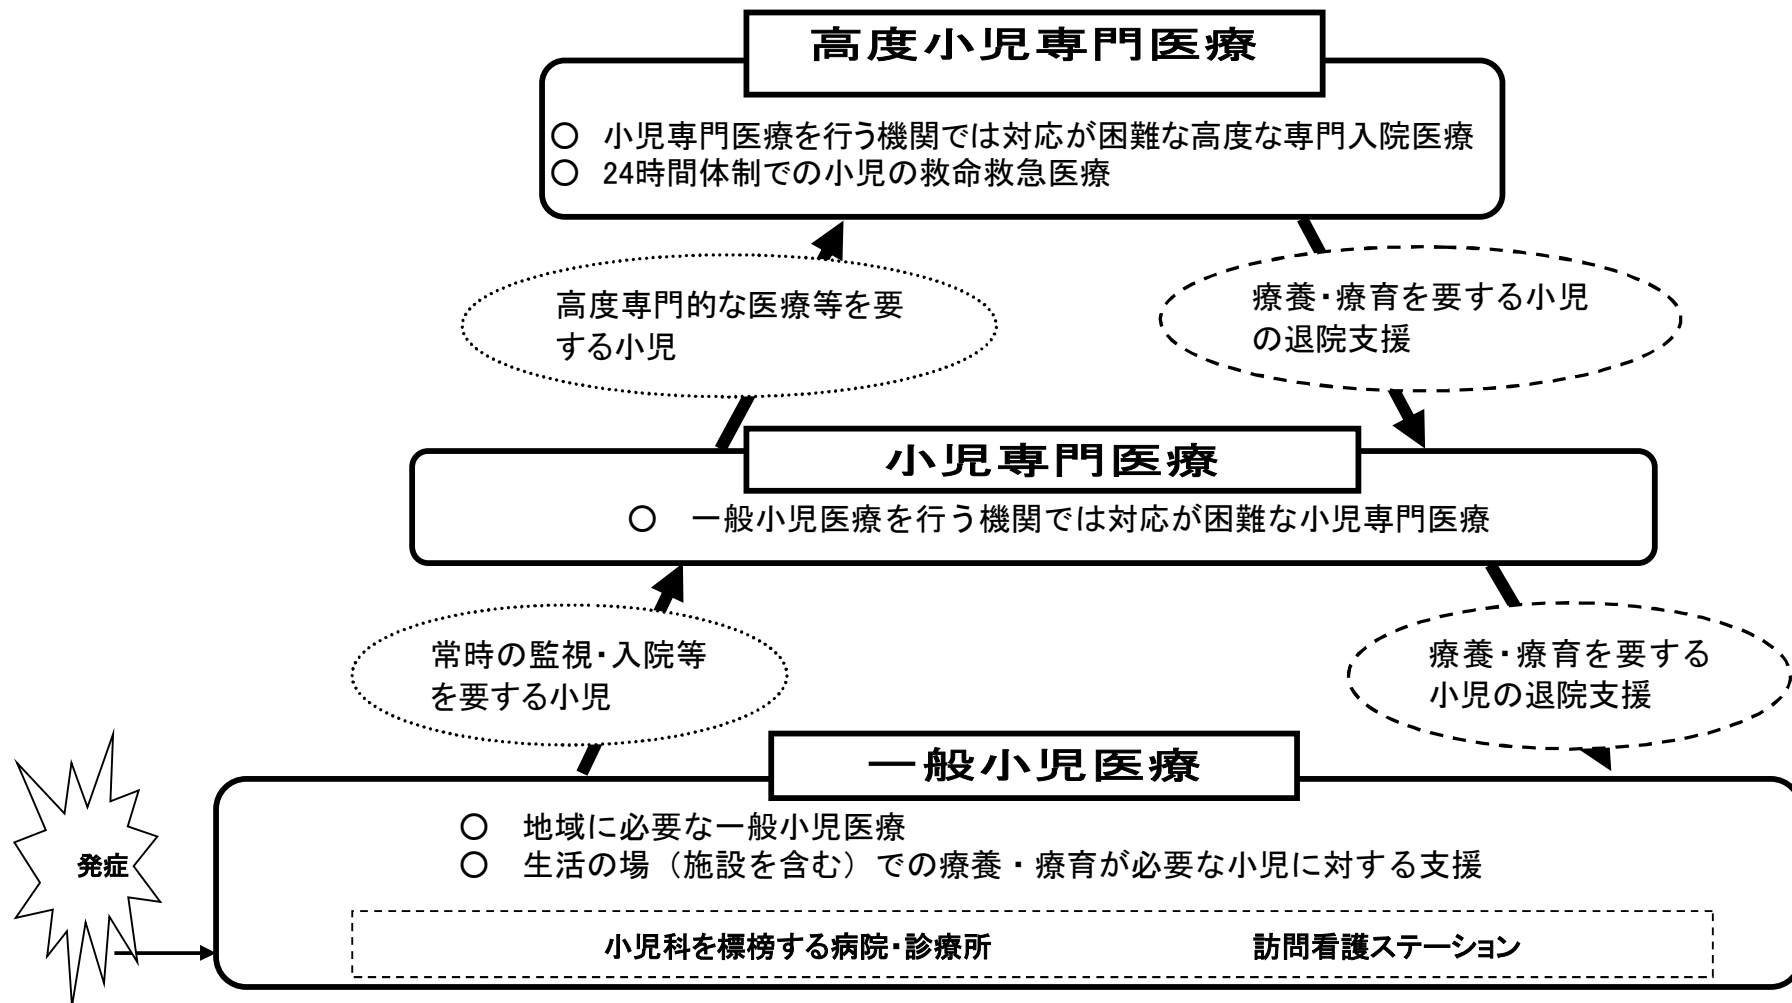 高度小児専門医療
○ 小児専門医療を行う機関では対応が困難な高度な専門入院医療
○ 24時間体制での小児の救命救急医療
高度専門的な医療等を要
する小児
療養・療育を要する小児
の退院支援
小児専門医療
○ 一般小児医療を行う機関では対応が困難な小児専門医療
常時の監視・入院等
を要する小児
療養・療育を要する
小児の退院支援
一般小児医療
○ 地域に必要な一般小児医療
○ 生活の場（施設を含む）での療養・療育が必要な小児に対する支援
発症
小児科を標榜する病院・診療所 訪問看護ステーション